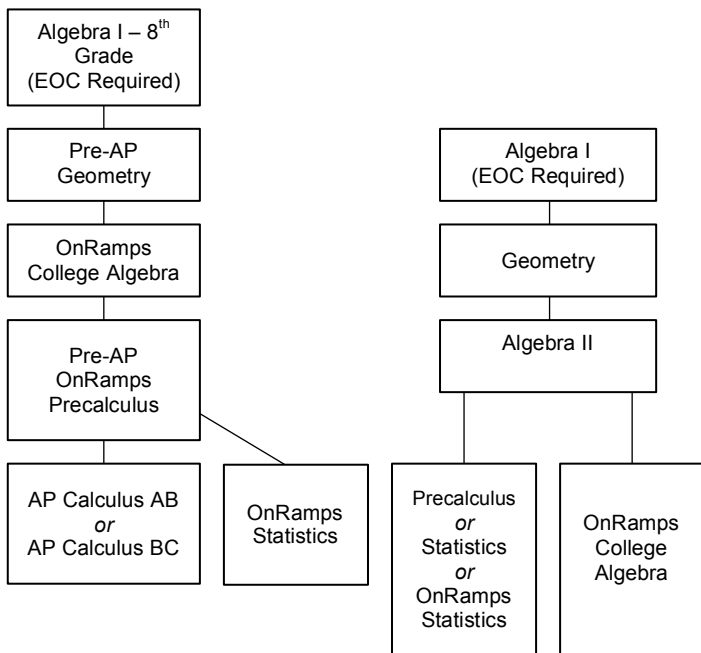 Algebra I – 8th
Grade
(EOC Required)
Pre-AP
Geometry
OnRamps
College Algebra
Pre-AP
OnRamps
Precalculus
AP Calculus AB
or
AP Calculus BC
OnRamps
Statistics
Algebra I
(EOC Required)
Geometry
Algebra II
Precalculus
or
Statistics
or
OnRamps
Statistics
OnRamps
College
Algebra